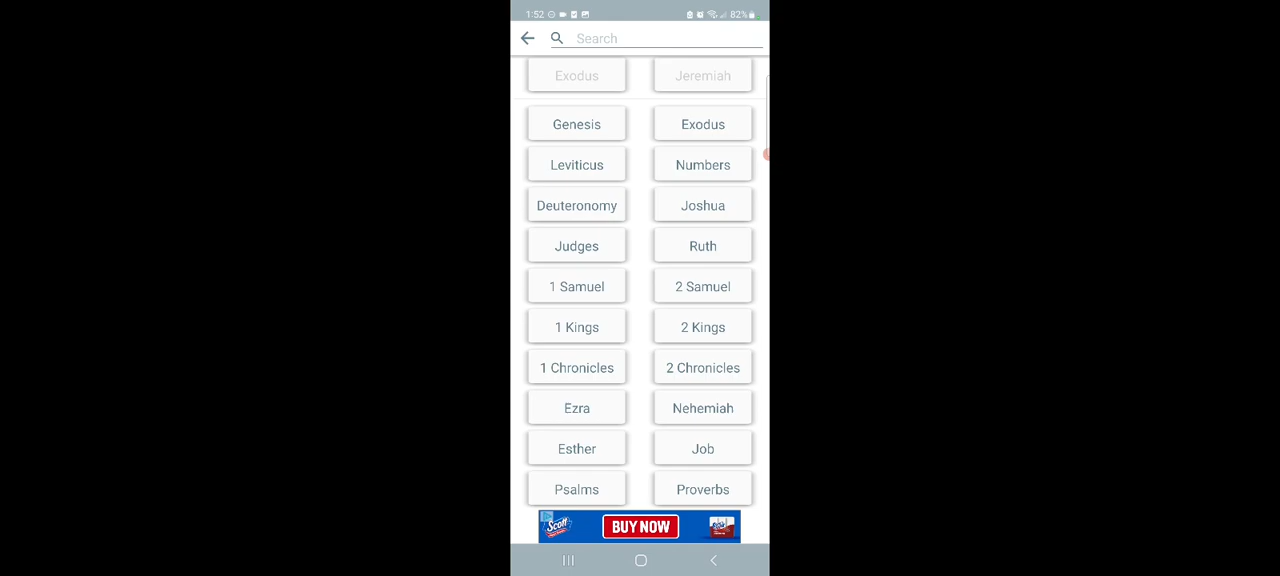 1:52 82%
Search
Exodus Jeremiah
Genesis Exodus
Leviticus Numbers
Deuteronomy Joshua
Judges Ruth
1 Samuel 2 Samuel
1 Kings 2 Kings
1 Chronicles 2 Chronicles
Ezra Nehemiah
Esther Job
Psalms Proverbs
Scott BUY NOW